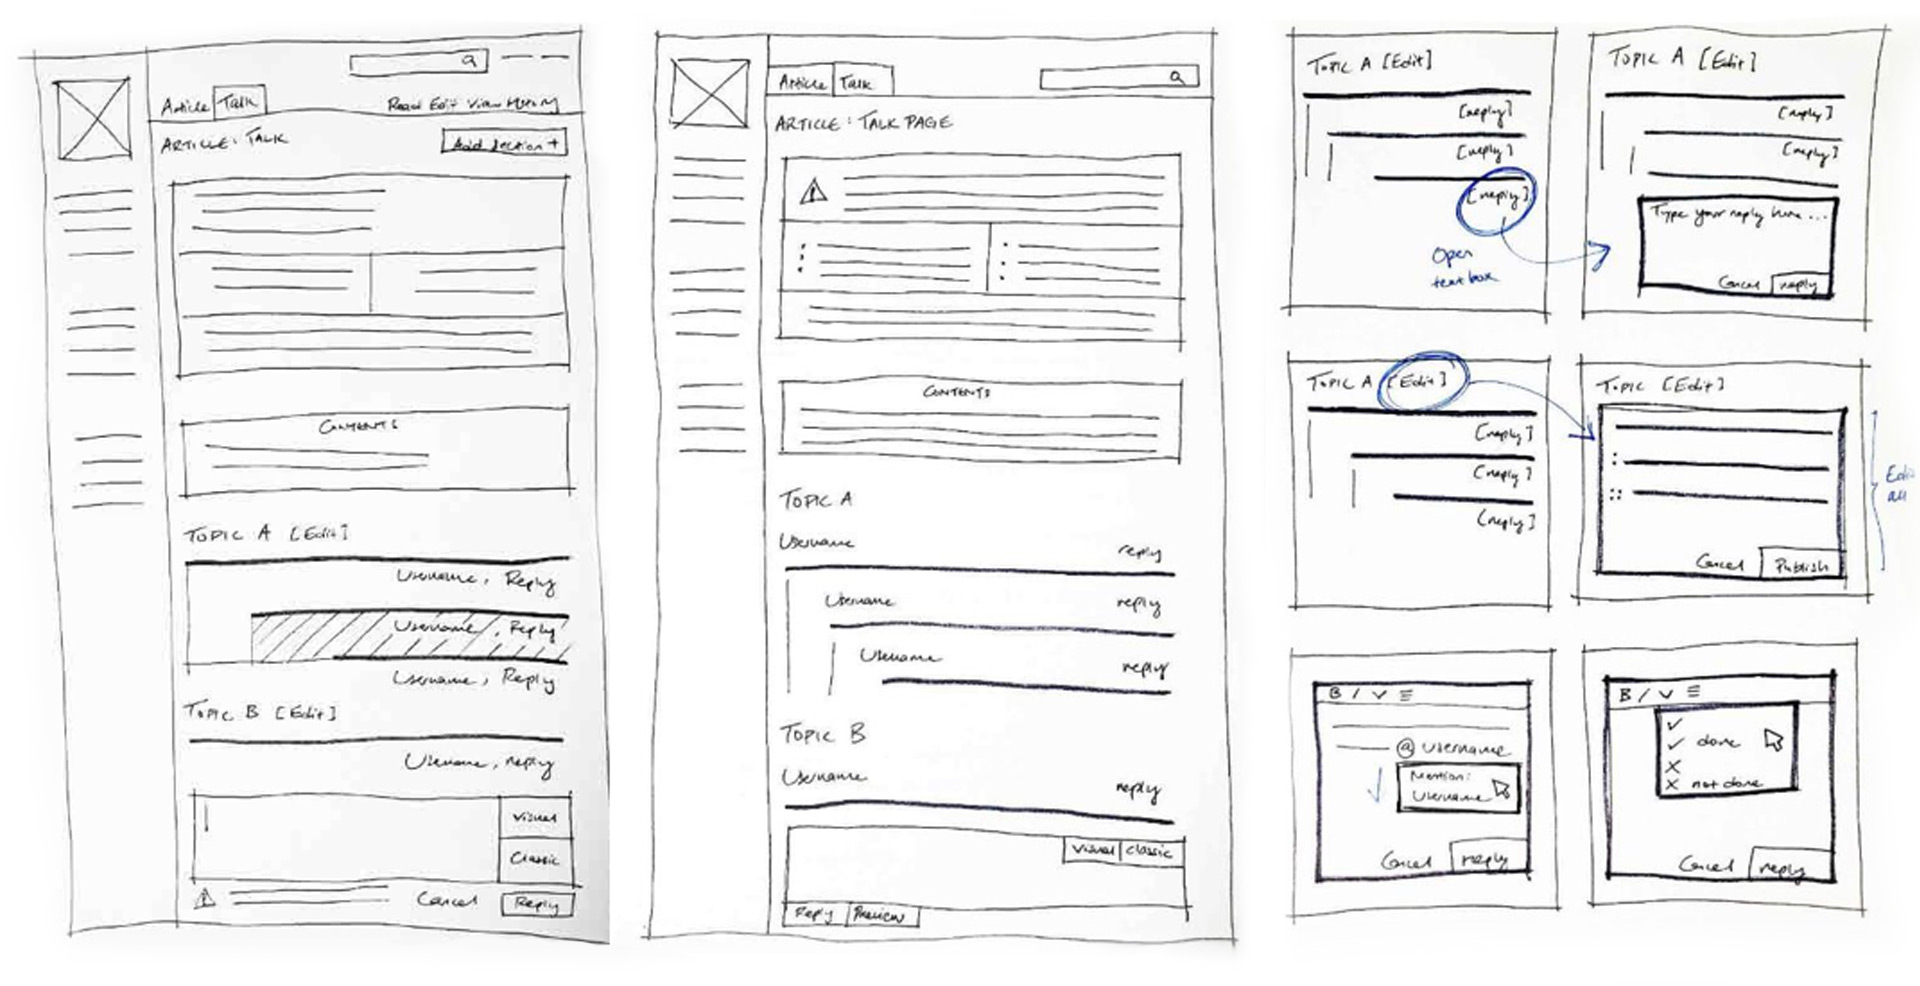 Article Talk
Read Edit View History
ARTICLE: TALK
Add Section +
CONTENTS
TOPIC A [Edit]
Username, Reply
Username, Reply
Username, Reply
TOPIC B [Edit]
Username, reply
Visual
Classic
Cancel Reply
Article Talk
ARTICLE: TALK PAGE
CONTENTS
TOPIC A
Username reply
Username reply
Username reply
TOPIC B
Username reply
Visual Classic
Reply Preview
TOPIC A [Edit]
[reply]
[reply]
[reply]
Open
text box
TOPIC A [Edit]
[reply]
[reply]
Type your reply here ...
Cancel reply
TOPIC A [Edit]
[reply]
[reply]
[reply]
TOPIC [Edit]
Edit
all
Cancel Publish
B /
@ Username
Mention:
Username
Cancel reply
B /
done
not done
Cancel reply